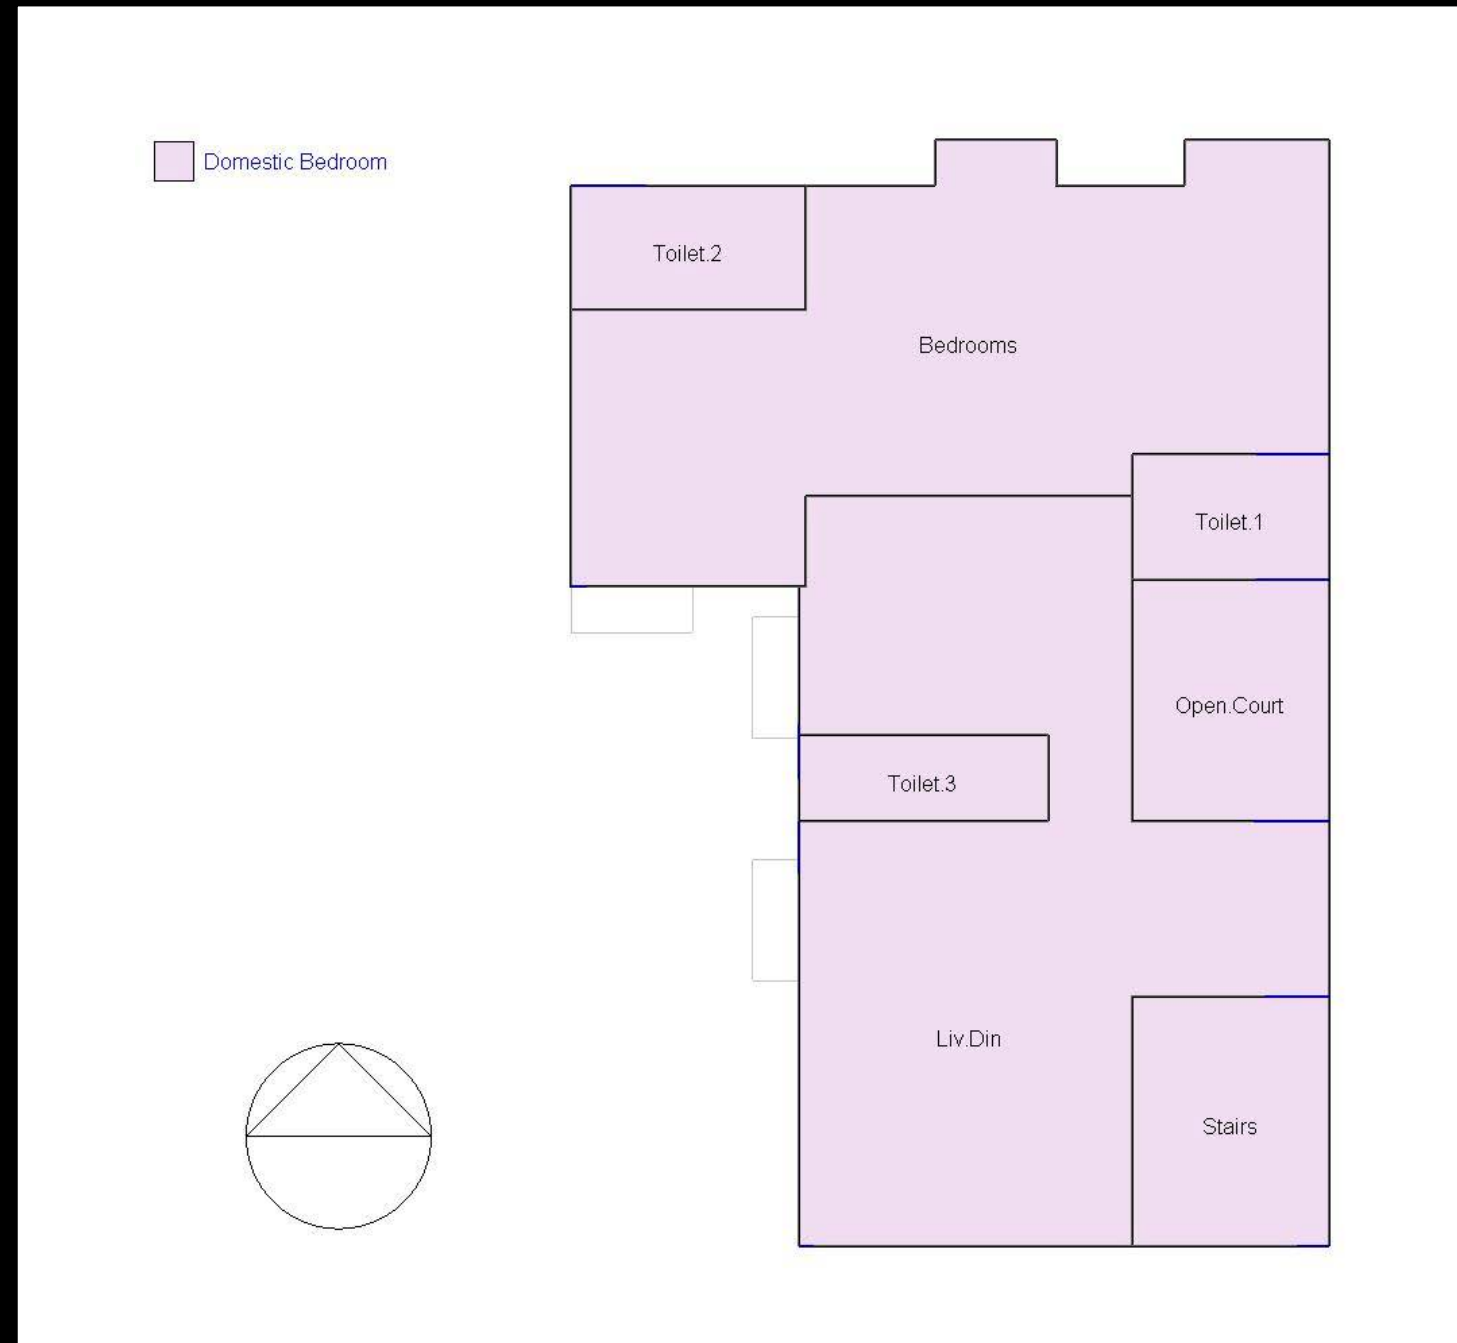 Domestic Bedroom
Toilet.2
Bedrooms
Toilet.1
Open.Court
Toilet.3
Liv.Din
Stairs